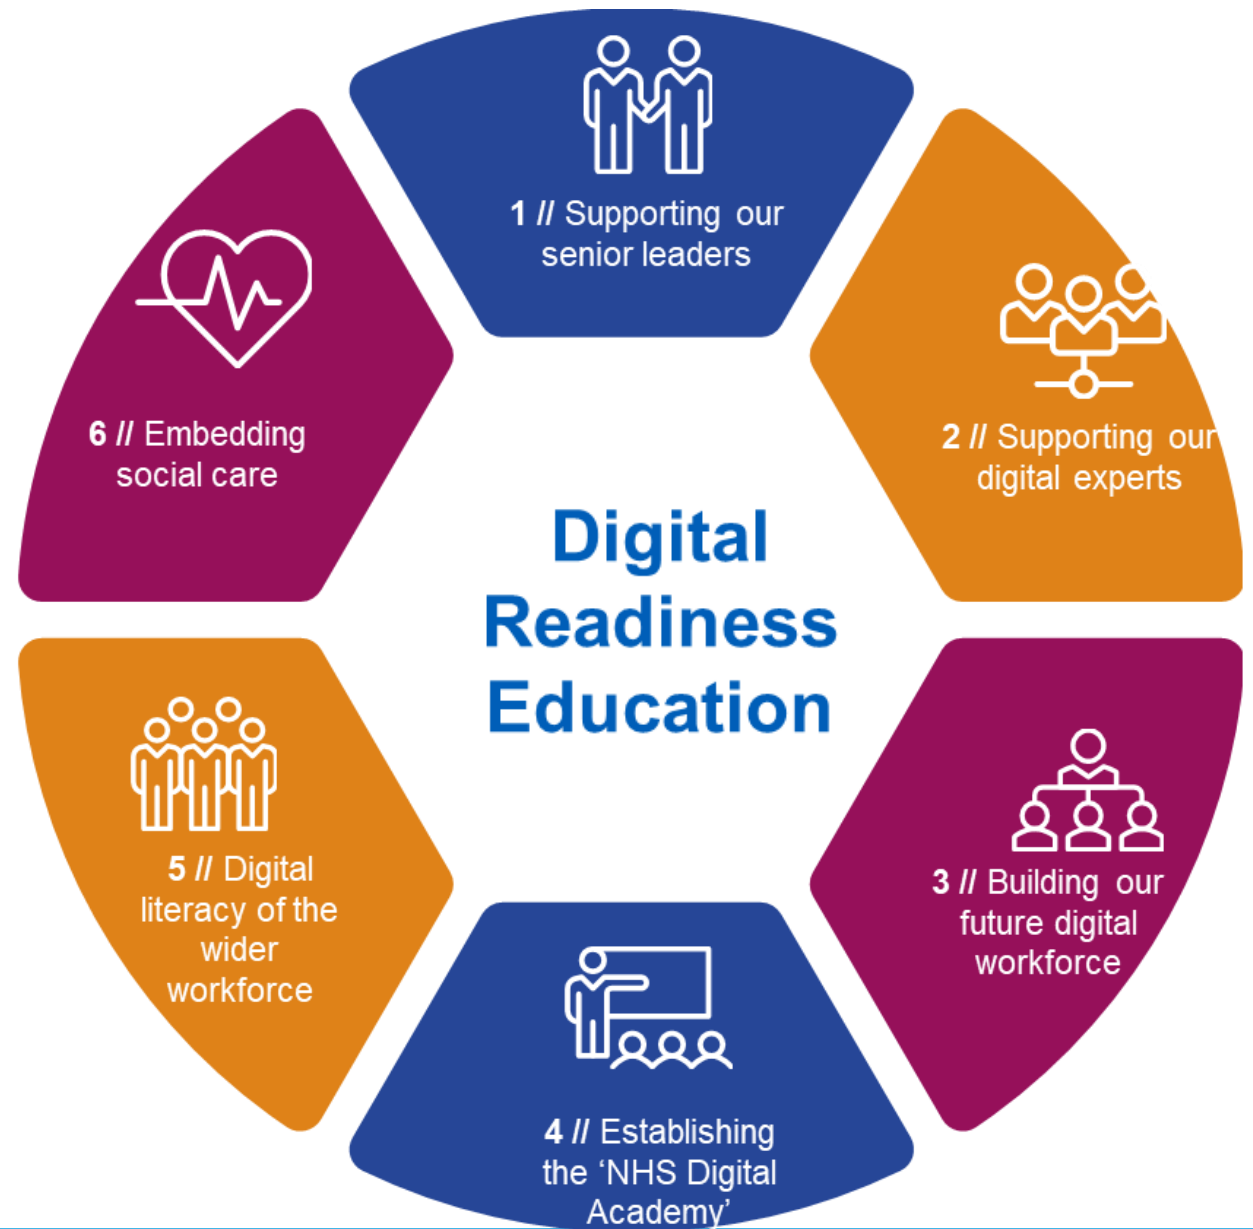 1 // Supporting our
senior leaders
2 // Supporting our
digital experts
3 // Building our
future digital
workforce
4 // Establishing
the ‘NHS Digital
Academy’
5 // Digital
literacy of the
wider
workforce
6 // Embedding
social care
Digital
Readiness
Education